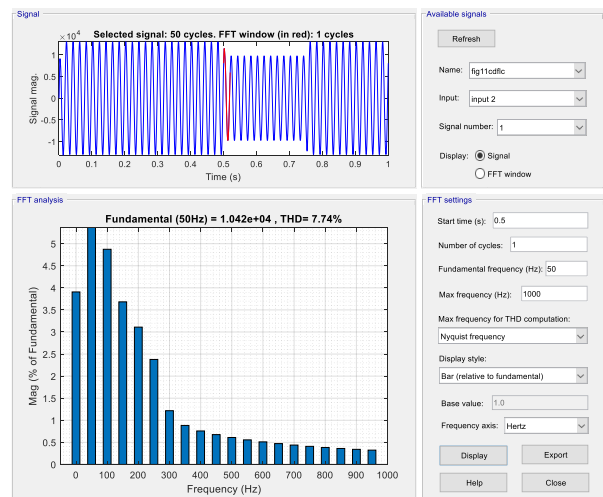 Signal
×10^4
Selected signal: 50 cycles. FFT window (in red): 1 cycles
Signal mag.
1
0.5
0
-0.5
-1
0 0.1 0.2 0.3 0.4 0.5 0.6 0.7 0.8 0.9 1
Time (s)
Available signals
Refresh
Name: fig11cdflc
Input: input 2
Signal number: 1
Display: Signal
FFT window
FFT analysis
Fundamental (50Hz) = 1.042e+04 , THD= 7.74%
Mag (% of Fundamental)
5
4.5
4
3.5
3
2.5
2
1.5
1
0.5
0
0 100 200 300 400 500 600 700 800 900 1000
Frequency (Hz)
FFT settings
Start time (s): 0.5
Number of cycles: 1
Fundamental frequency (Hz): 50
Max frequency (Hz): 1000
Max frequency for THD computation:
Nyquist frequency
Display style:
Bar (relative to fundamental)
Base value: 1.0
Frequency axis: Hertz
Display Export
Help Close